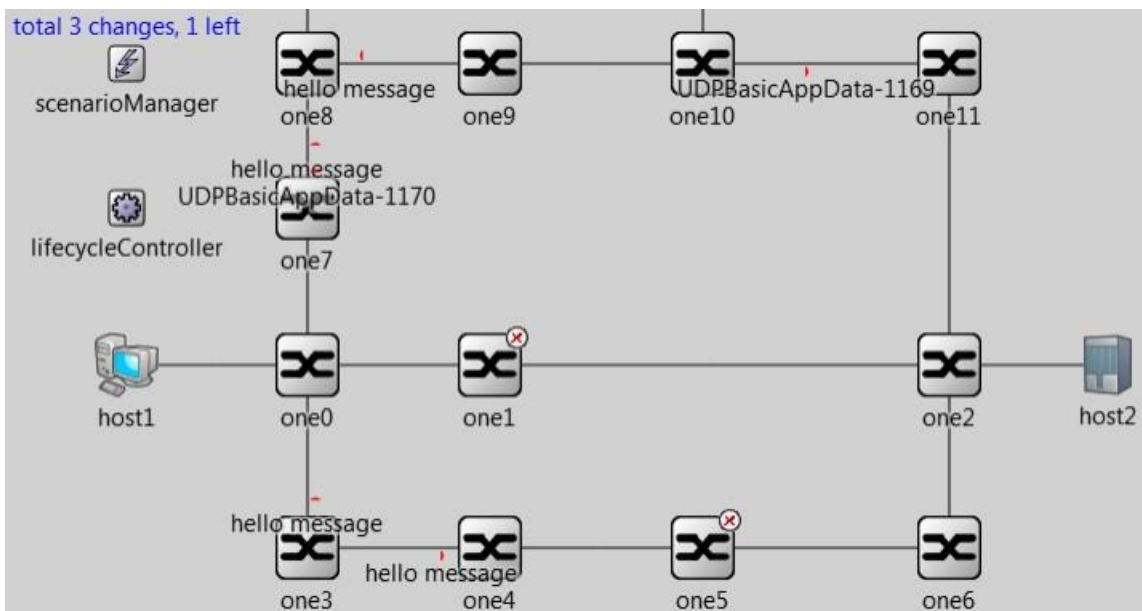 total 3 changes, 1 left
scenarioManager
hello message
one8
one9
UDPBasicAppData-1169
one10
one11
hello message
UDPBasicAppData-1170
lifecycleController
one7
host1
one0
one1
one2
host2
hello message
hello message
one3
one4
one5
one6